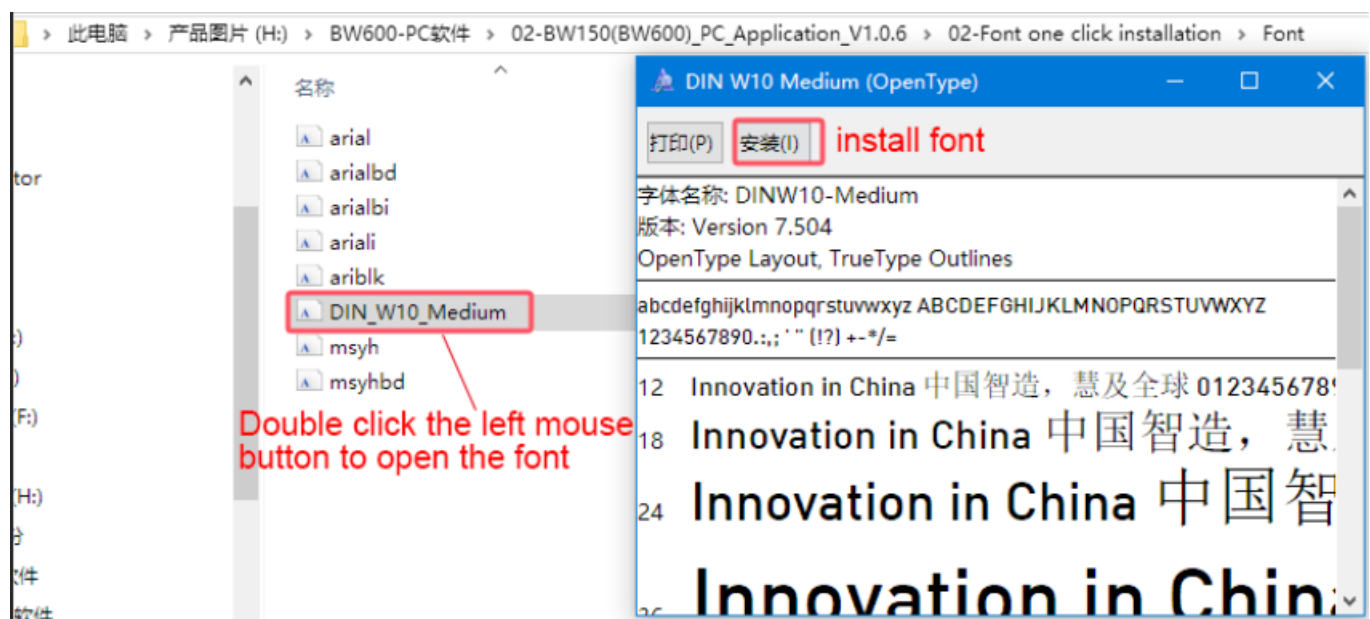 > 此电脑 > 产品图片 (H:) > BW600-PC软件 > 02-BW150(BW600)_PC_Application_V1.0.6 > 02-Font one click installation > Font
名称
arial
arialbd
arialbi
ariali
ariblk
DIN_W10_Medium
msyh
msyhbd
Double click the left mouse
button to open the font
tor
:)
)
(F:)
(H:)
件
软件
DIN W10 Medium (OpenType)
打印(P) 安装(I) install font
字体名称: DINW10-Medium
版本: Version 7.504
OpenType Layout, TrueType Outlines
abcdefghijklmnopqrstuvwxyz ABCDEFGHIJKLMNOPQRSTUVWXYZ
1234567890.:,; ' " (!?) +-*/=
12 Innovation in China 中国智造，慧及全球 0123456789
18 Innovation in China 中国智造，慧
24 Innovation in China 中国智
Innovation in China